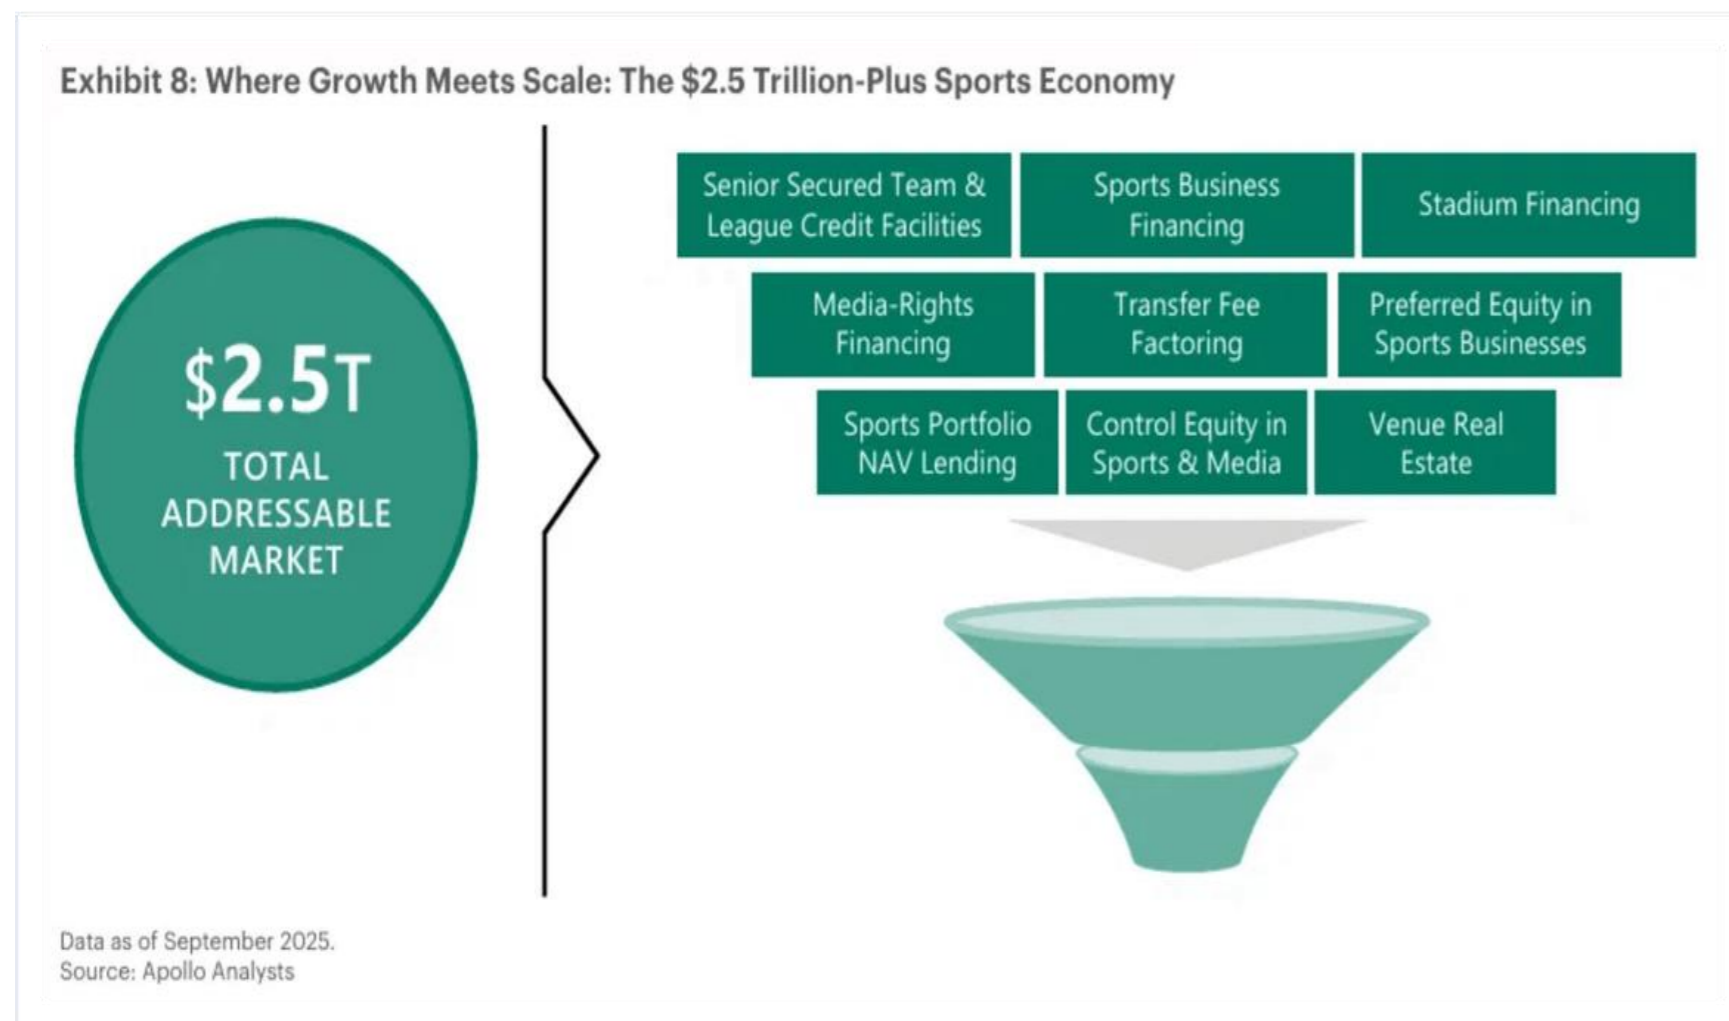 Exhibit 8: Where Growth Meets Scale: The $2.5 Trillion-Plus Sports Economy
$2.5T
TOTAL
ADDRESSABLE
MARKET
Senior Secured Team &
League Credit Facilities
Sports Business
Financing
Stadium Financing
Media-Rights
Financing
Transfer Fee
Factoring
Preferred Equity in
Sports Businesses
Sports Portfolio
NAV Lending
Control Equity in
Sports & Media
Venue Real
Estate
Data as of September 2025.
Source: Apollo Analysts